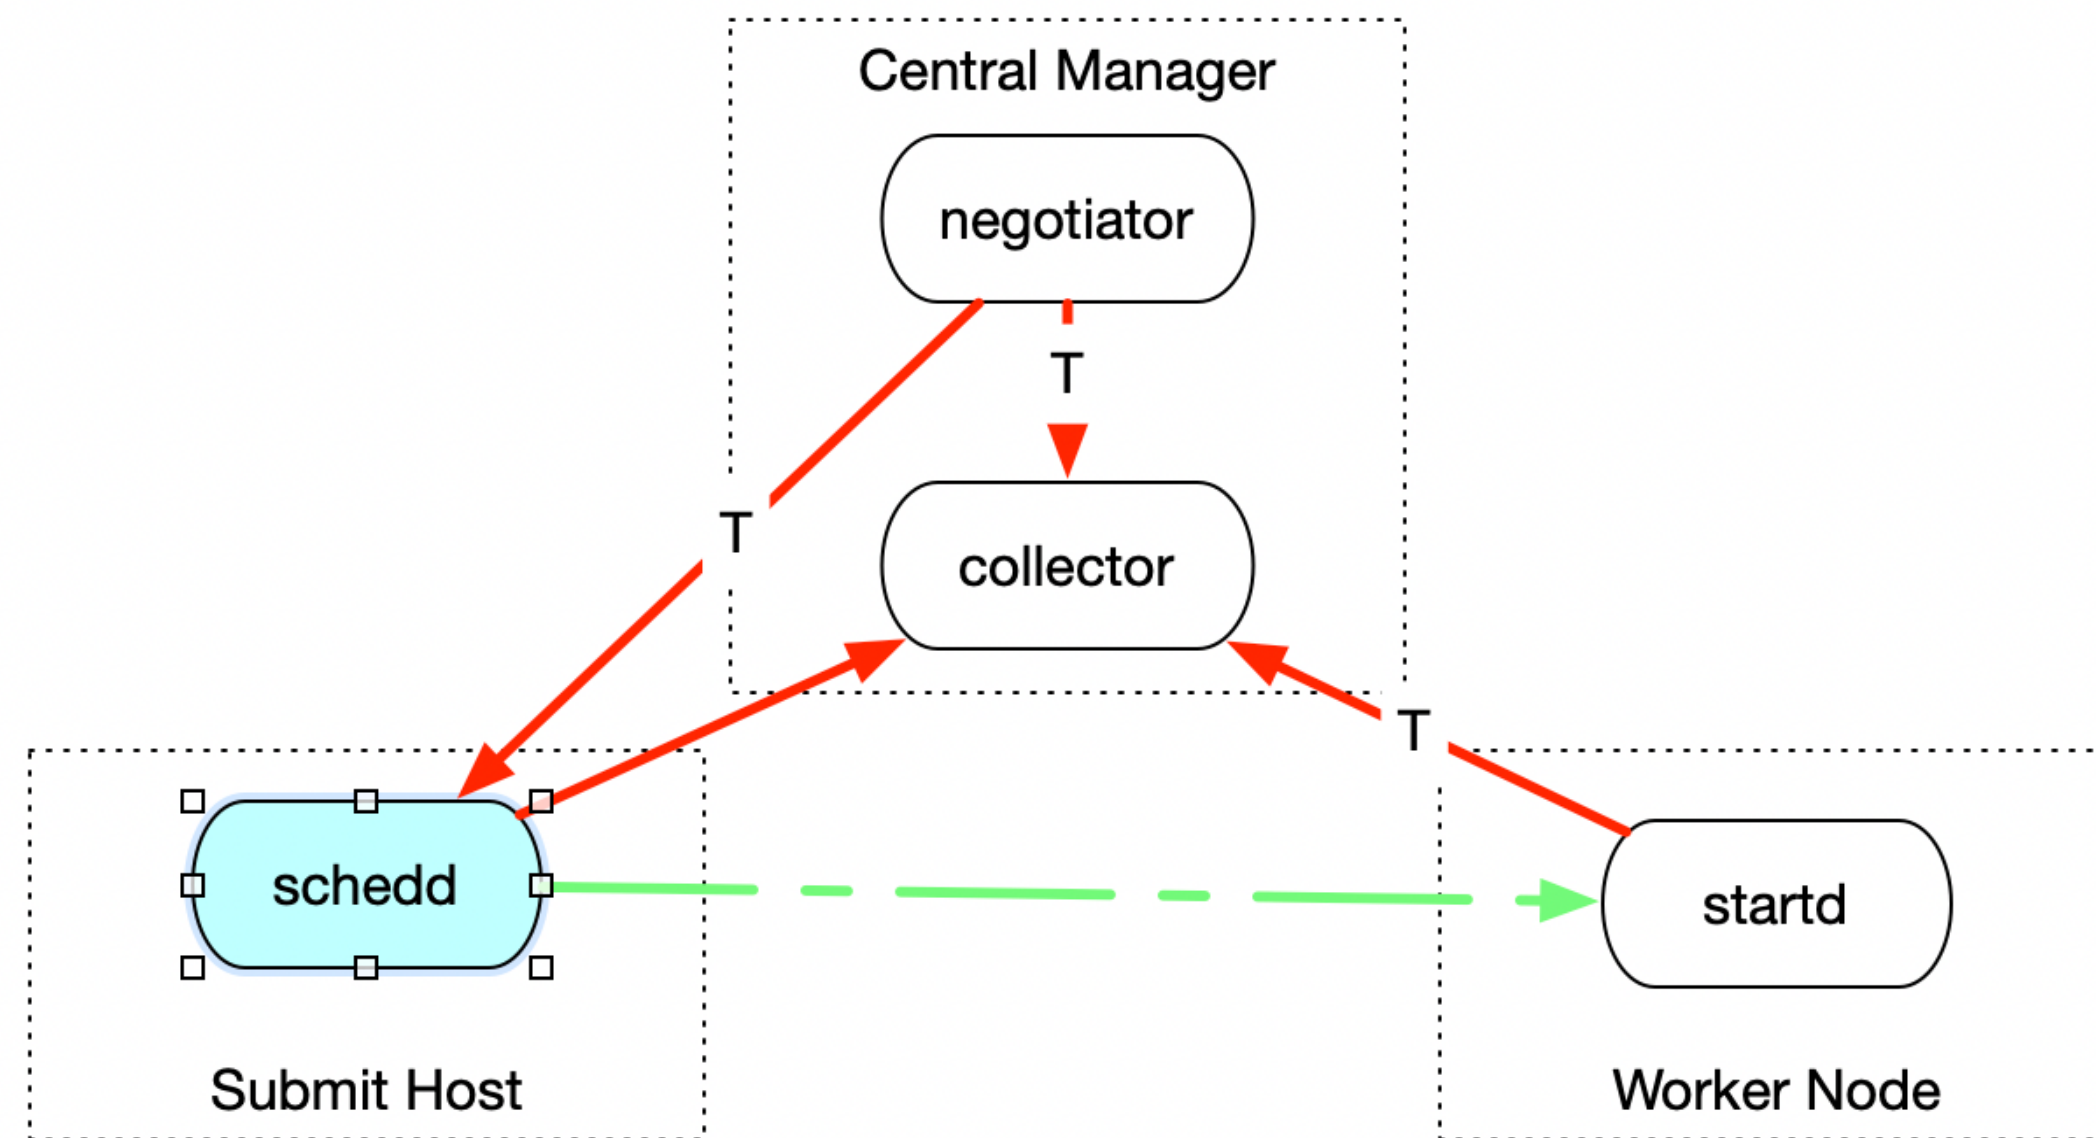 Central Manager
negotiator
T
T
collector
T
schedd
startd
Submit Host
Worker Node